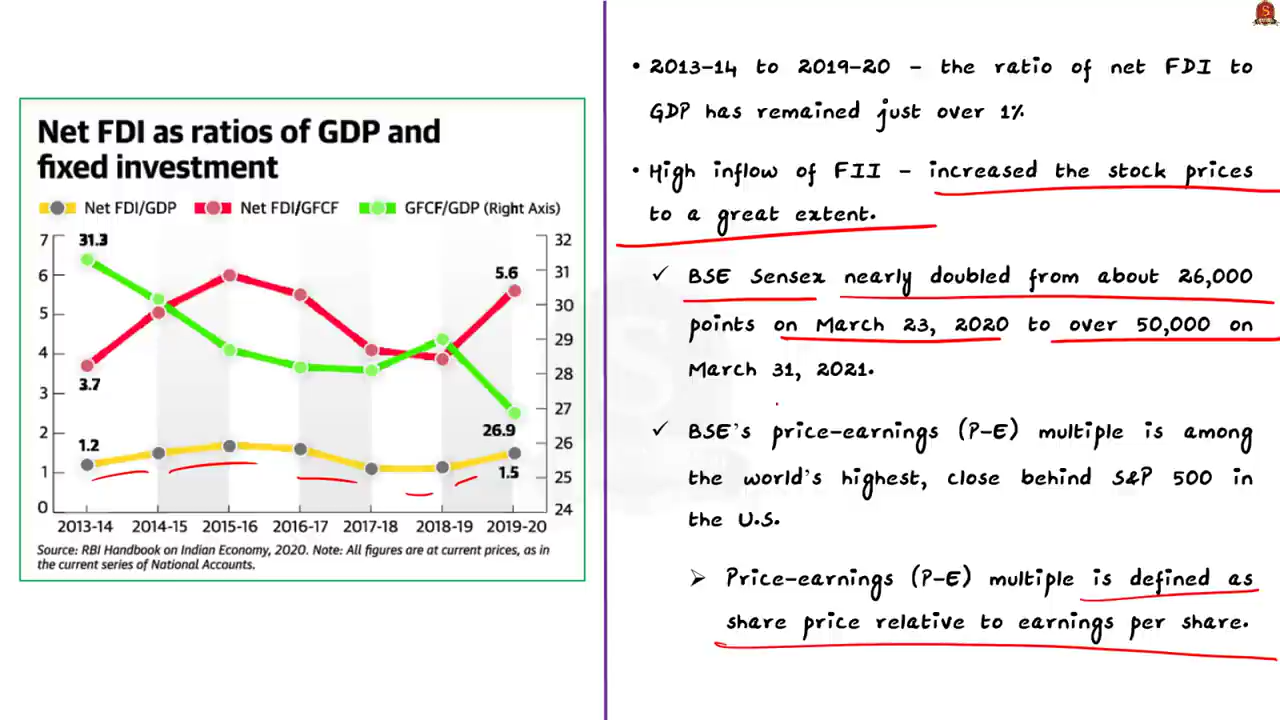 Net FDI as ratios of GDP and
fixed investment
Net FDI/GDP Net FDI/GFCF GFCF/GDP (Right Axis)
7 31.3 32
6 5.6 31
5 30
4 29
3.7 28
3 27
2 26.9 26
1.2 1.5
1 25
0 24
2013-14 2014-15 2015-16 2016-17 2017-18 2018-19 2019-20
Source: RBI Handbook on Indian Economy, 2020. Note: All figures are at current prices, as in
the current series of National Accounts.
• 2013-14 to 2019-20 - the ratio of net FDI to
GDP has remained just over 1%
• High inflow of FII - increased the stock prices
to a great extent.
✓ BSE Sensex nearly doubled from about 26,000
points on March 23, 2020 to over 50,000 on
March 31, 2021.
✓ BSE's price-earnings (P-E) multiple is among
the world's highest, close behind S&P 500 in
the U.S.
➢ Price-earnings (P-E) multiple is defined as
share price relative to earnings per share.